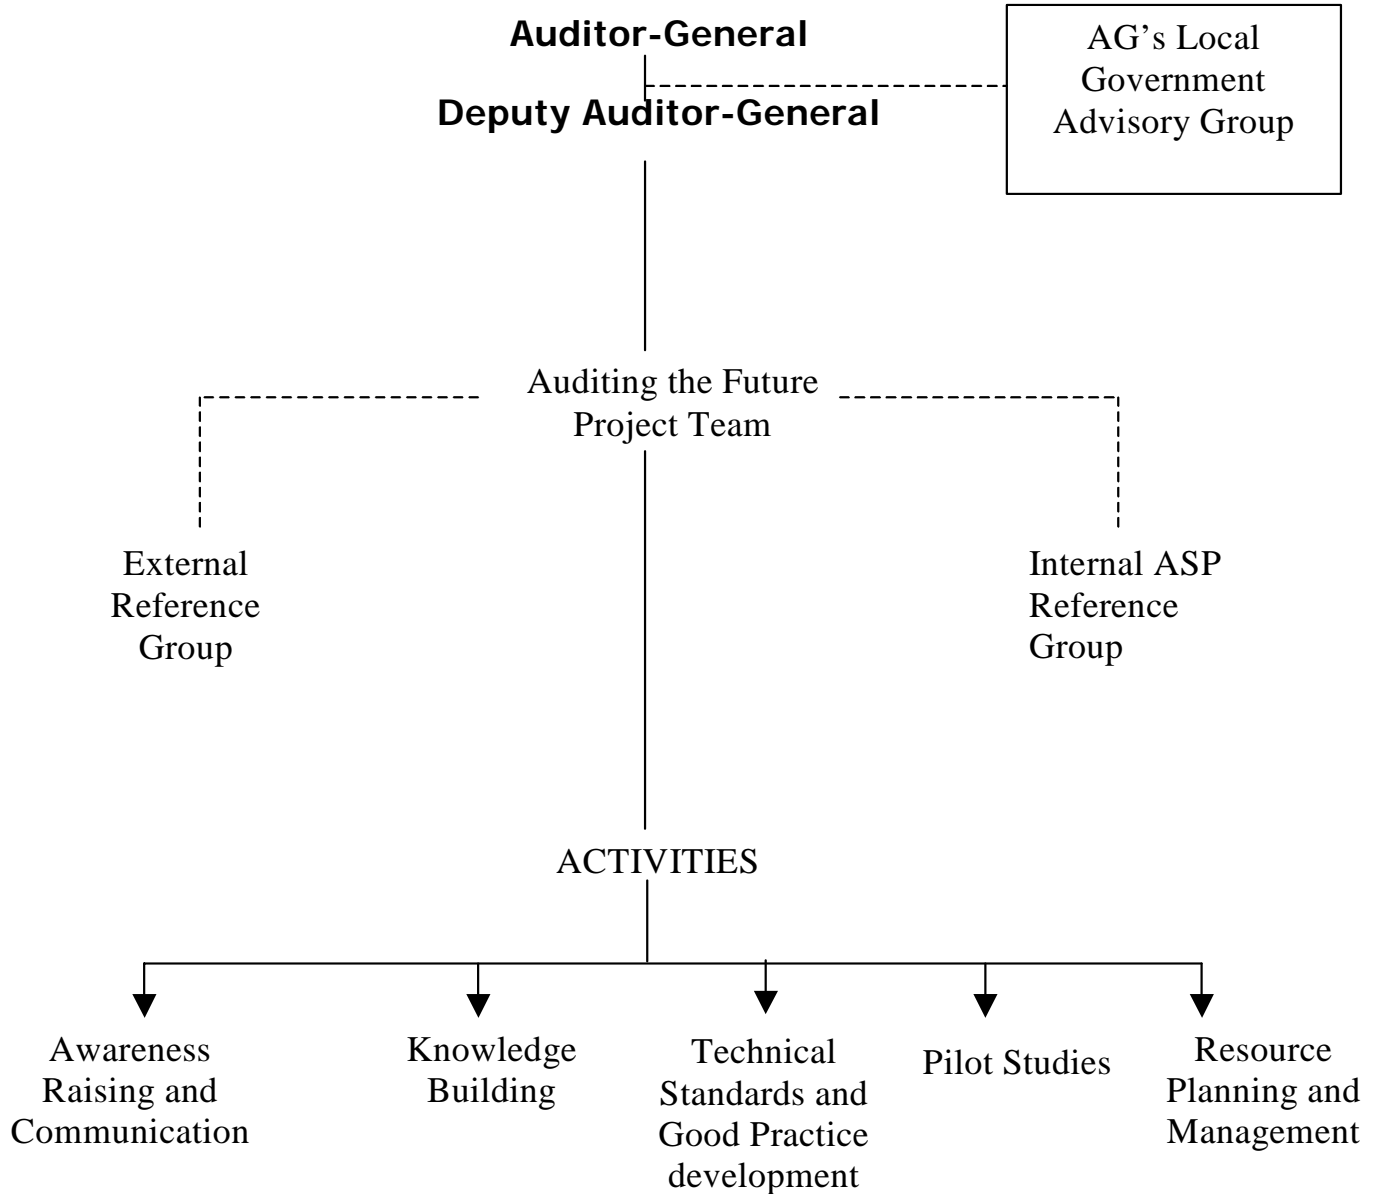 Auditor-General
AG’s Local
Government
Advisory Group
Deputy Auditor-General
Auditing the Future
Project Team
External
Reference
Group
Internal ASP
Reference
Group
ACTIVITIES
Awareness
Raising and
Communication
Knowledge
Building
Technical
Standards and
Good Practice
development
Pilot Studies
Resource
Planning and
Management